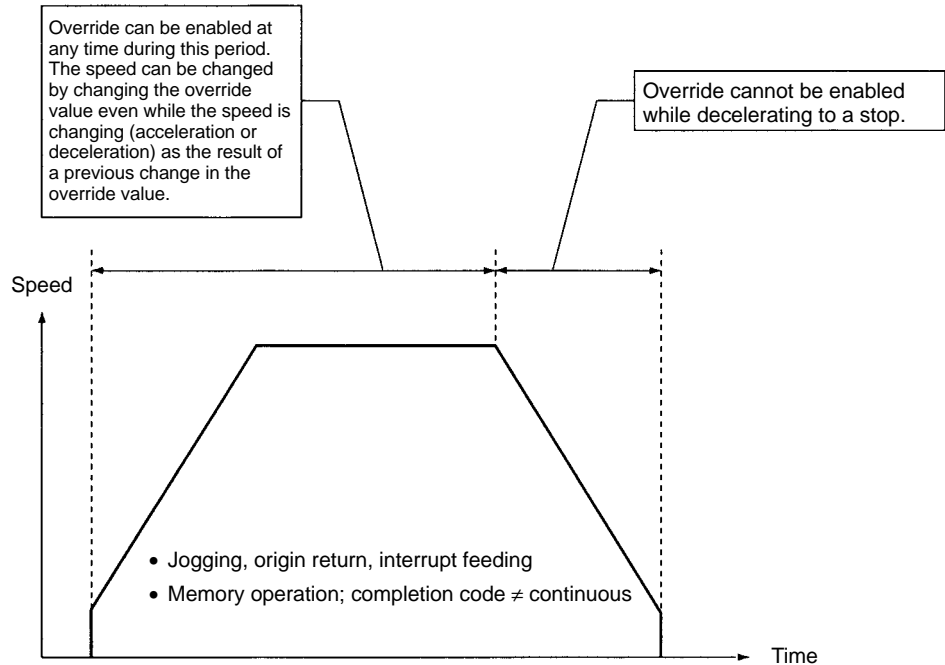 Override can be enabled at
any time during this period.
The speed can be changed
by changing the override
value even while the speed is
changing (acceleration or
deceleration) as the result of
a previous change in the
override value.
Override cannot be enabled
while decelerating to a stop.
Speed
• Jogging, origin return, interrupt feeding
• Memory operation; completion code ≠ continuous
Time